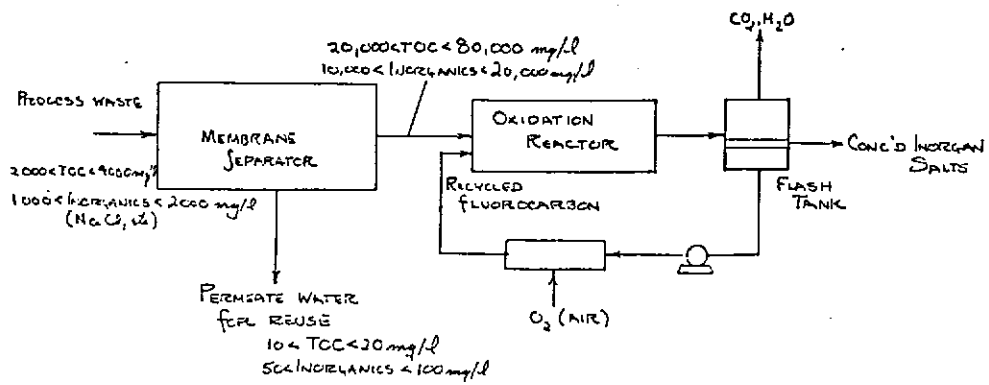 CO2, H2O
20,000<TOC<80,000 mg/l
10,000<INORGANICS<20,000 mg/l
PROCESS WASTE
MEMBRANE
SEPARATOR
OXIDATION
REACTOR
CONC'D INORGAN
SALTS
2000<TOC<4000 mg/l
1000<INORGANICS<2000 mg/l
(NaCl, etc)
RECYCLED
FLUOROCARBON
FLASH
TANK
O2 (AIR)
PERMEATE WATER
FOR REUSE
10< TOC<20 mg/l
50<INORGANICS<100 mg/l